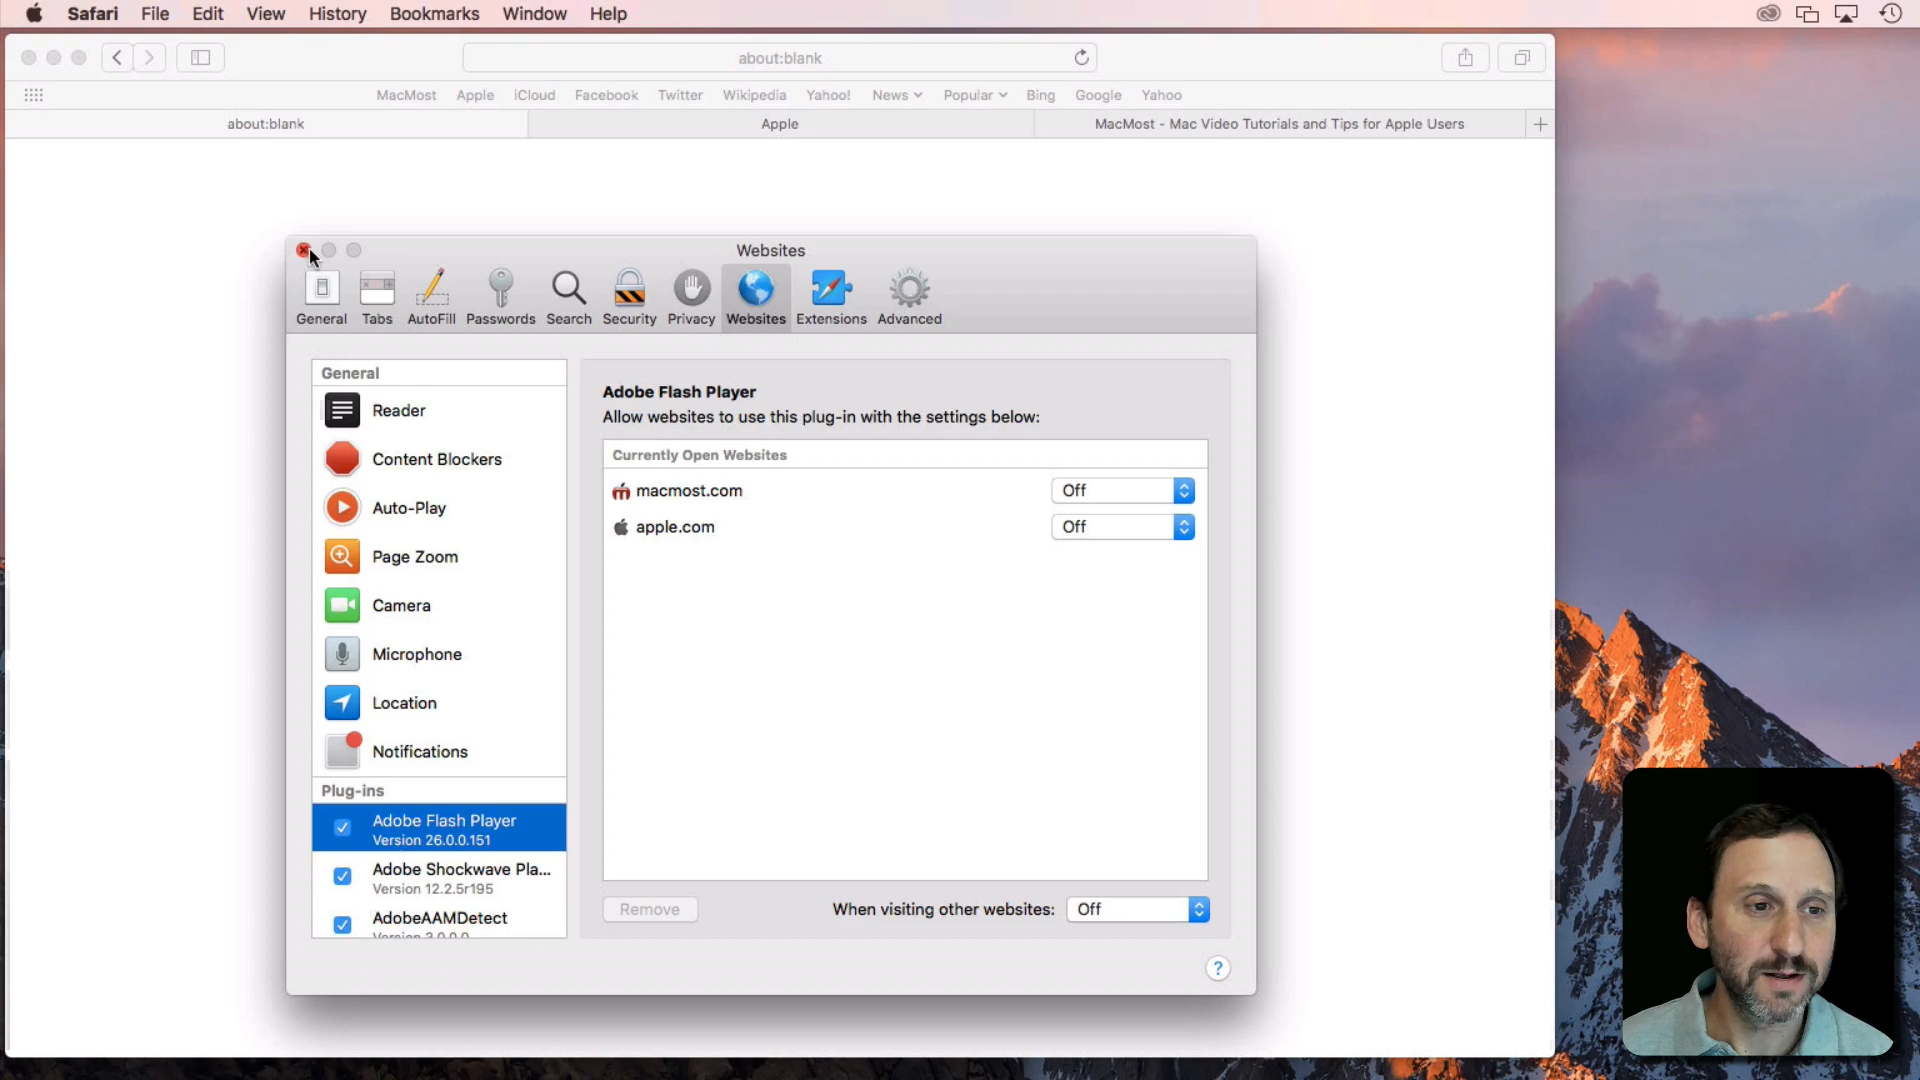 Safari File Edit View History Bookmarks Window Help
about:blank
MacMost Apple iCloud Facebook Twitter Wikipedia Yahoo! News Popular Bing Google Yahoo
about:blank Apple MacMost - Mac Video Tutorials and Tips for Apple Users
Websites
General Tabs AutoFill Passwords Search Security Privacy Websites Extensions Advanced
General
Reader
Content Blockers
Auto-Play
Page Zoom
Camera
Microphone
Location
Notifications
Plug-ins
Adobe Flash Player
Version 26.0.0.151
Adobe Shockwave Pla...
Version 12.2.5r195
AdobeAAMDetect
Version 3.0.0.0
Adobe Flash Player
Allow websites to use this plug-in with the settings below:
Currently Open Websites
macmost.com Off
apple.com Off
Remove When visiting other websites: Off
?